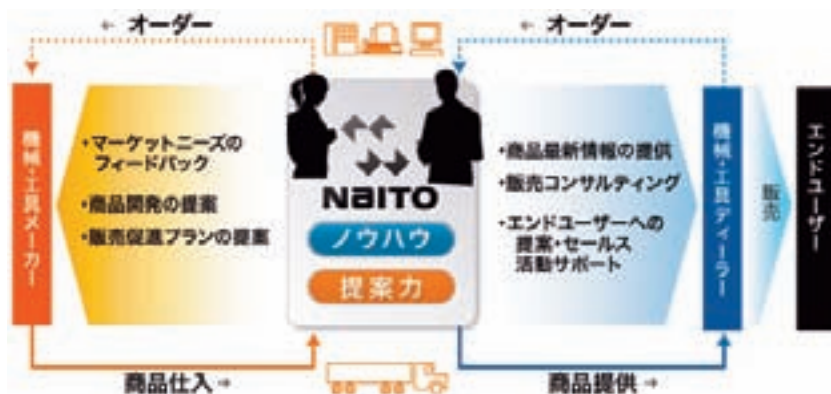 ← オーダー
← オーダー
機械・工具メーカー
・マーケットニーズの
フィードバック
・商品開発の提案
・販売促進プランの提案
NaITO
ノウハウ
提案力
・商品最新情報の提供
・販売コンサルティング
・エンドユーザーへの
提案・セールス
活動サポート
機械・工具ディーラー
販売
エンドユーザー
商品仕入→
商品提供→